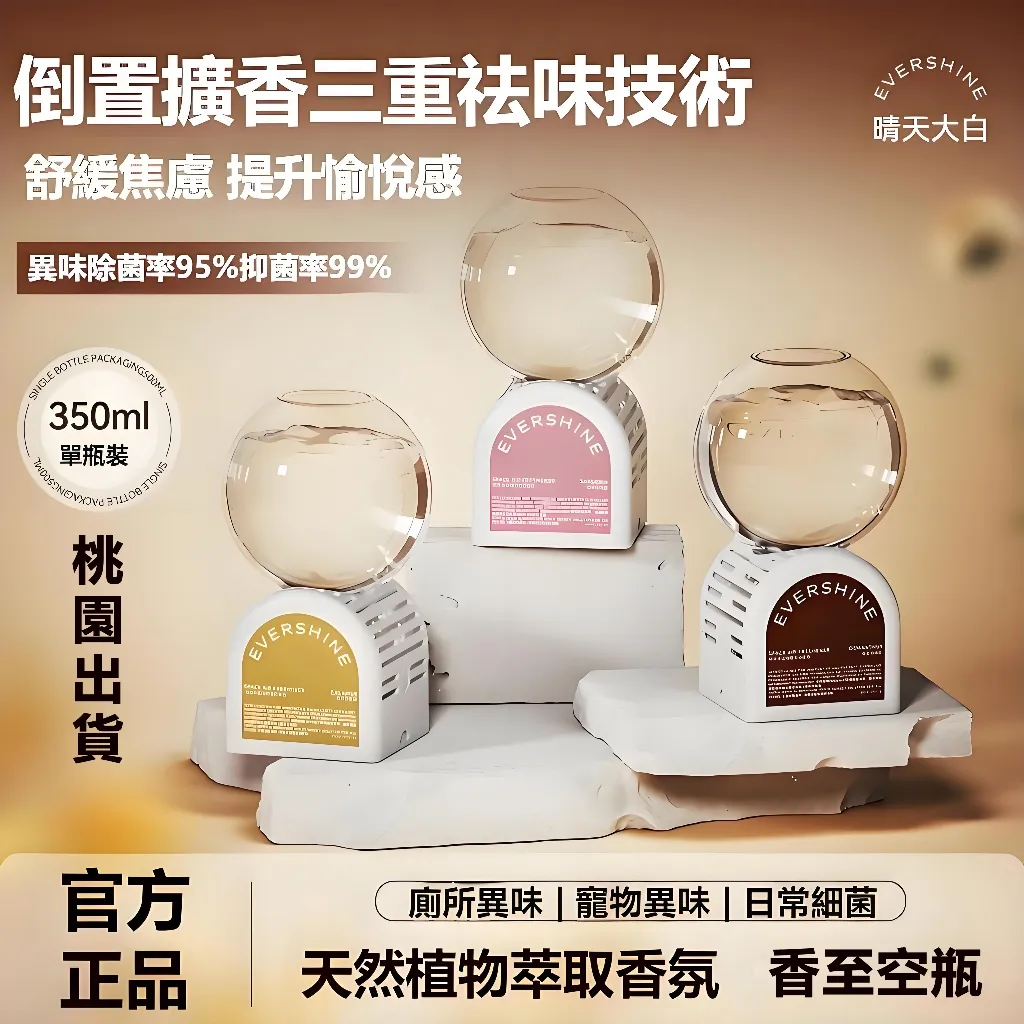 倒置擴香三重祛味技術
EVERSHINE
晴天大白
舒緩焦慮 提升愉悅感
異味除菌率95%抑菌率99%
SINGLE BOTTLE PACKAGING500ML
350ml
單瓶裝
SINGLE BOTTLE PACKAGING500ML
桃園出貨
EVERSHINE
EVERSHINE
EVERSHINE
官方
正品
廁所異味 | 寵物異味 | 日常細菌
天然植物萃取香氛 香至空瓶